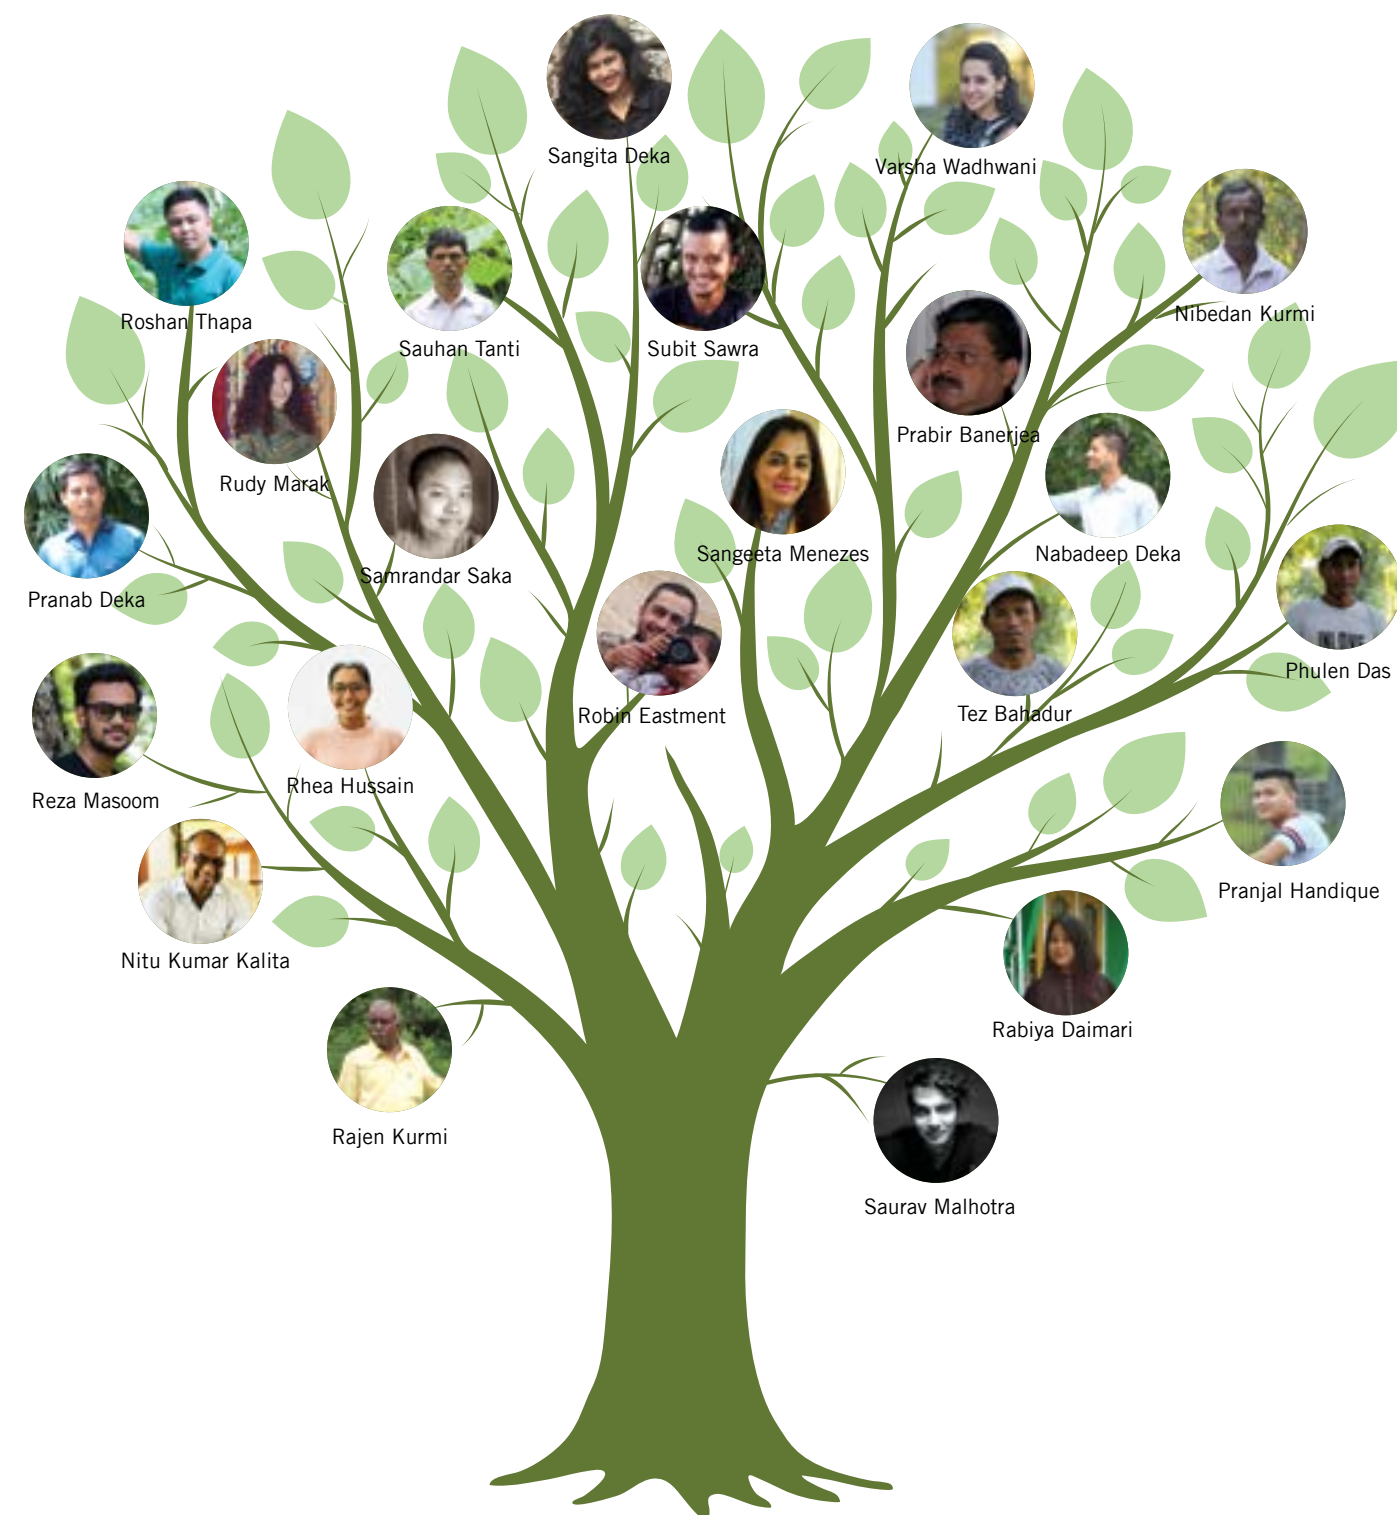 Sangita Deka
Varsha Wadhwani
Nibedan Kurmi
Roshan Thapa
Sauhan Tanti
Subit Sawra
Prabir Banerjea
Rudy Marak
Sangeeta Menezes
Nabadeep Deka
Samrandar Saka
Pranab Deka
Phulen Das
Tez Bahadur
Robin Eastment
Rhea Hussain
Reza Masoom
Pranjal Handique
Nitu Kumar Kalita
Rabiya Daimari
Rajen Kurmi
Saurav Malhotra